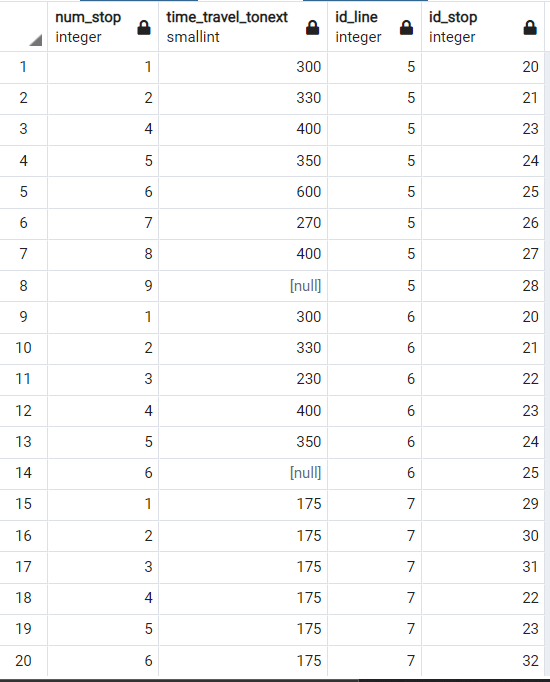 num_stop time_travel_tonext id_line id_stop
integer smallint integer integer
1 1 300 5 20
2 2 330 5 21
3 4 400 5 23
4 5 350 5 24
5 6 600 5 25
6 7 270 5 26
7 8 400 5 27
8 9 [null] 5 28
9 1 300 6 20
10 2 330 6 21
11 3 230 6 22
12 4 400 6 23
13 5 350 6 24
14 6 [null] 6 25
15 1 175 7 29
16 2 175 7 30
17 3 175 7 31
18 4 175 7 22
19 5 175 7 23
20 6 175 7 32